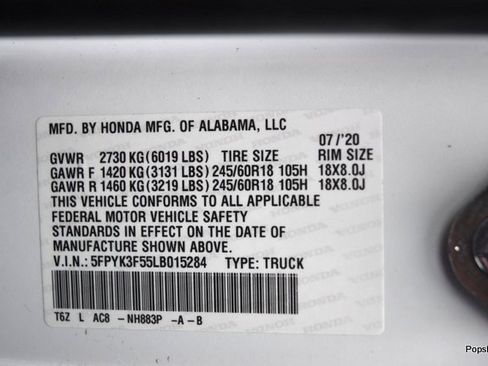 MFD. BY HONDA MFG. OF ALABAMA, LLC
07/'20
GVWR 2730 KG(6019 LBS) TIRE SIZE RIM SIZE
GAWR F 1420 KG(3131 LBS) 245/60R18 105H 18X8.0J
GAWR R 1460 KG(3219 LBS) 245/60R18 105H 18X8.0J
THIS VEHICLE CONFORMS TO ALL APPLICABLE
FEDERAL MOTOR VEHICLE SAFETY
STANDARDS IN EFFECT ON THE DATE OF
MANUFACTURE SHOWN ABOVE.
V.I.N.: 5FPYK3F55LB015284 TYPE: TRUCK
T6Z L AC8 -NH883P -A-B